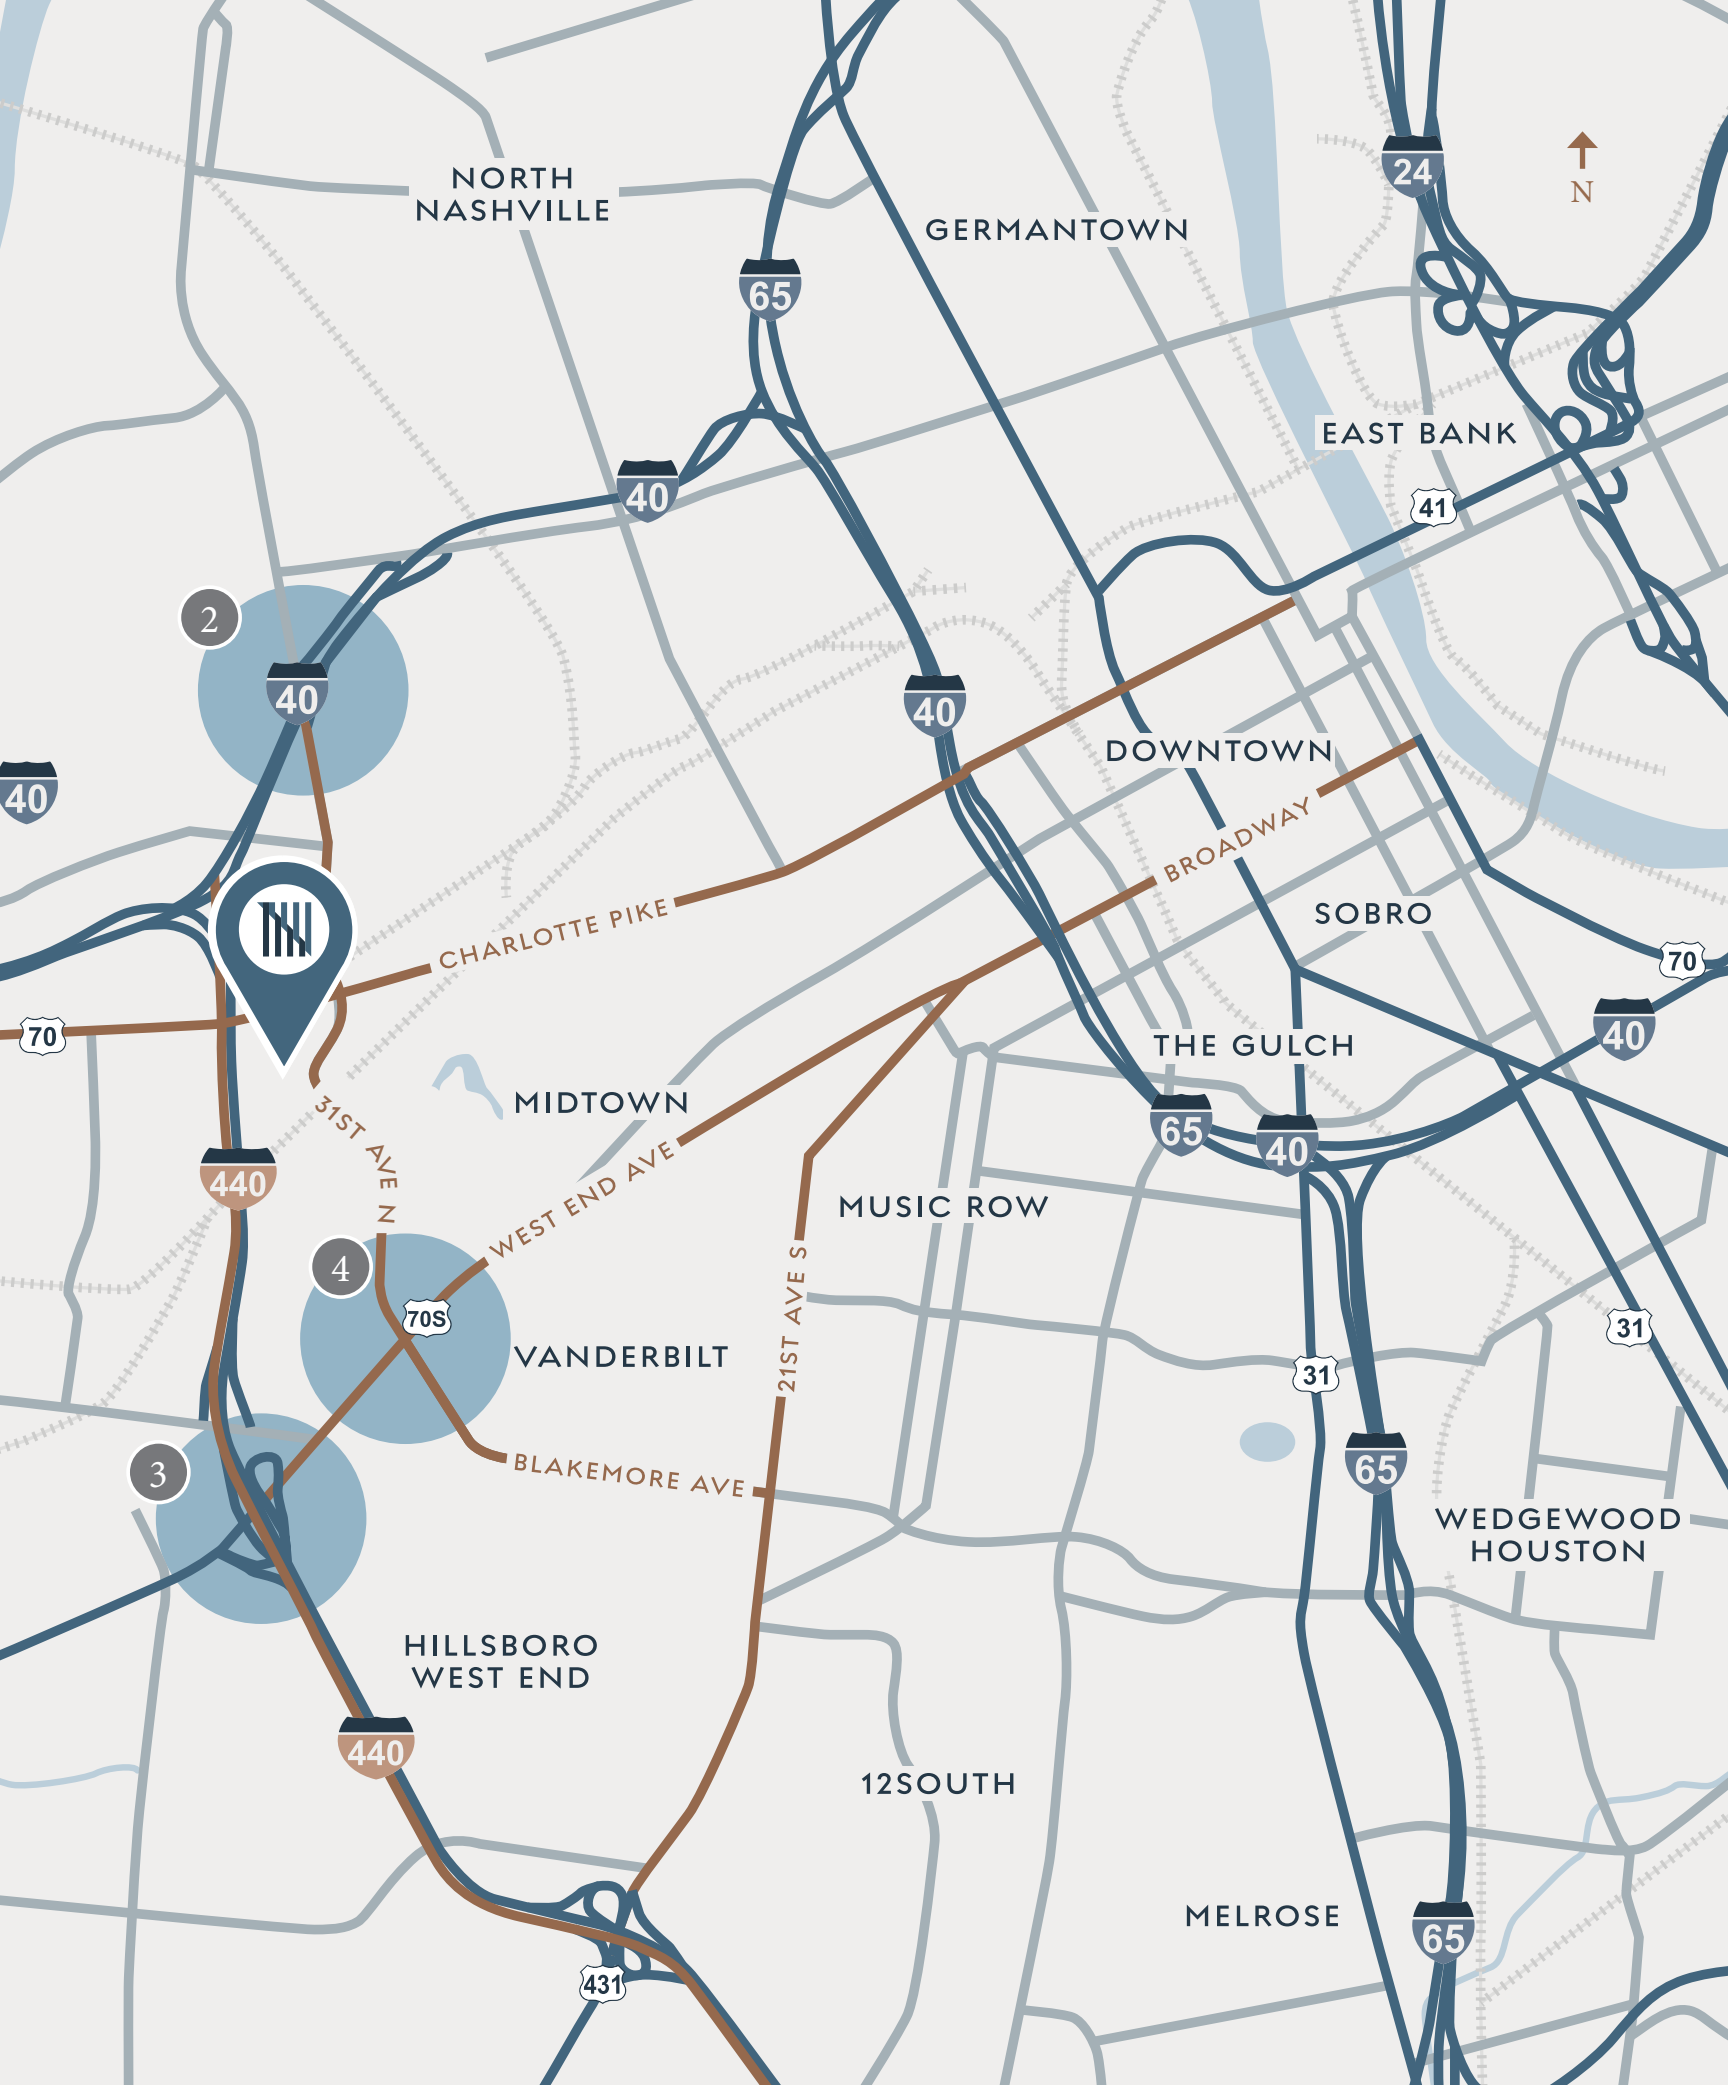 24
N
NORTH
NASHVILLE
GERMANTOWN
65
EAST BANK
40
41
2
40
40
DOWNTOWN
40
BROADWAY
CHARLOTTE PIKE
SOBRO
70
40
70
THE GULCH
MIDTOWN
31ST AVE N
65
40
WEST END AVE
440
MUSIC ROW
4
70S
21ST AVE S
31
VANDERBILT
31
3
BLAKEMORE AVE
65
WEDGEWOOD
HOUSTON
HILLSBORO
WEST END
440
12SOUTH
MELROSE
65
431